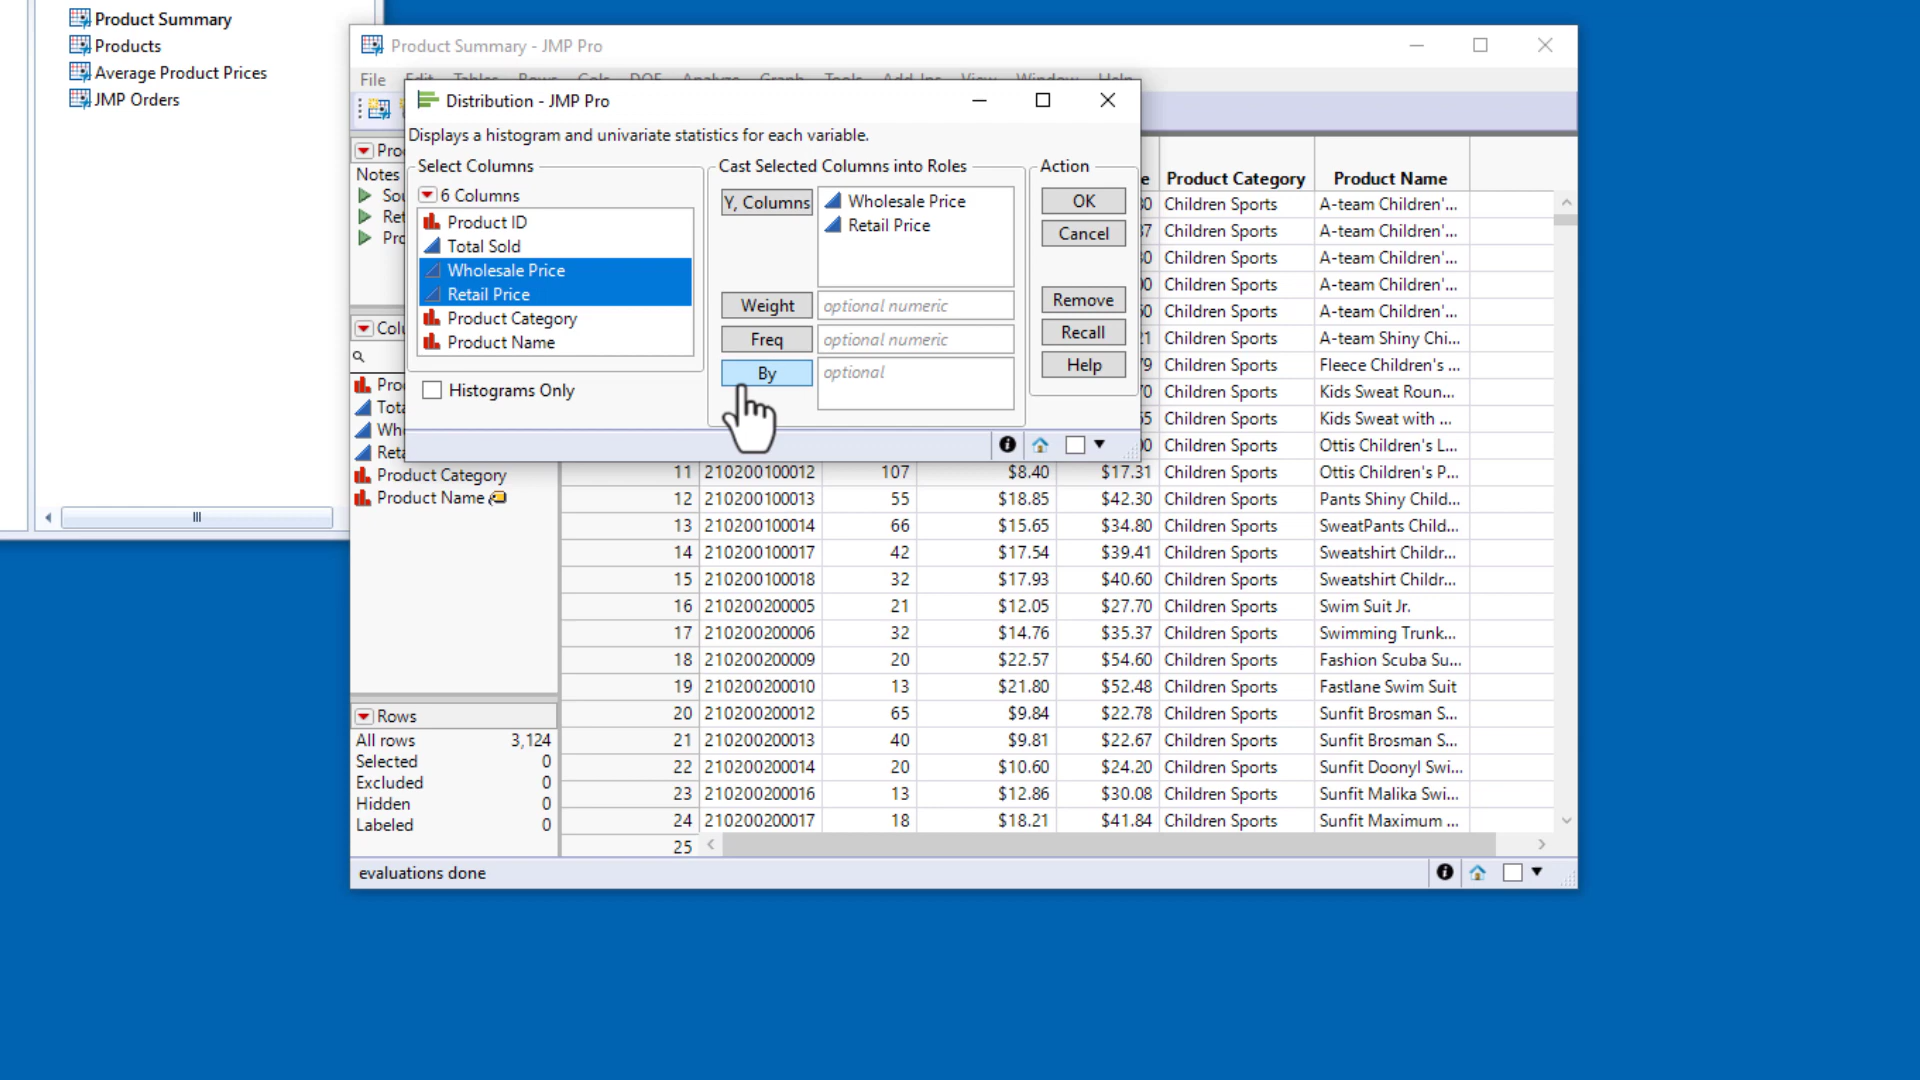 Product Summary
Products
Average Product Prices
JMP Orders
Product Summary - JMP Pro
File Edit Tables Rows Cols DOE Analyze Graph Tools Add-Ins View Window Help
Distribution - JMP Pro
Displays a histogram and univariate statistics for each variable.
Select Columns
6 Columns
Product ID
Total Sold
Wholesale Price
Retail Price
Product Category
Product Name
Histograms Only
Cast Selected Columns into Roles
Y, Columns
Wholesale Price
Retail Price
Weight optional numeric
Freq optional numeric
By optional
Action
OK
Cancel
Remove
Recall
Help
Notes
Product Category
Product Name
Rows
All rows 3,124
Selected 0
Excluded 0
Hidden 0
Labeled 0
Product Category Product Name
Children Sports A-team Children'...
Children Sports A-team Children'...
Children Sports A-team Children'...
Children Sports A-team Children'...
Children Sports A-team Children'...
Children Sports A-team Shiny Chi...
Children Sports Fleece Children's ...
Children Sports Kids Sweat Roun...
Children Sports Kids Sweat with ...
Children Sports Ottis Children's L...
11 210200100012 107 $8.40 $17.31 Children Sports Ottis Children's P...
12 210200100013 55 $18.85 $42.30 Children Sports Pants Shiny Child...
13 210200100014 66 $15.65 $34.80 Children Sports SweatPants Child...
14 210200100017 42 $17.54 $39.41 Children Sports Sweatshirt Childr...
15 210200100018 32 $17.93 $40.60 Children Sports Sweatshirt Childr...
16 210200200005 21 $12.05 $27.70 Children Sports Swim Suit Jr.
17 210200200006 32 $14.76 $35.37 Children Sports Swimming Trunk...
18 210200200009 20 $22.57 $54.60 Children Sports Fashion Scuba Su...
19 210200200010 13 $21.80 $52.48 Children Sports Fastlane Swim Suit
20 210200200012 65 $9.84 $22.78 Children Sports Sunfit Brosman S...
21 210200200013 40 $9.81 $22.67 Children Sports Sunfit Brosman S...
22 210200200014 20 $10.60 $24.20 Children Sports Sunfit Doonyl Swi...
23 210200200016 13 $12.86 $30.08 Children Sports Sunfit Malika Swi...
24 210200200017 18 $18.21 $41.84 Children Sports Sunfit Maximum ...
25
evaluations done